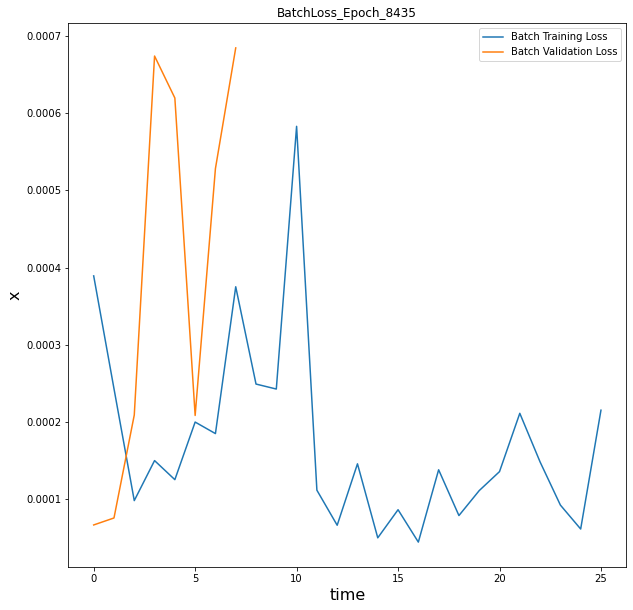 BatchLoss_Epoch_8435
Batch Training Loss
Batch Validation Loss
0.0007
0.0006
0.0005
0.0004
0.0003
0.0002
0.0001
x
0 5 10 15 20 25
time